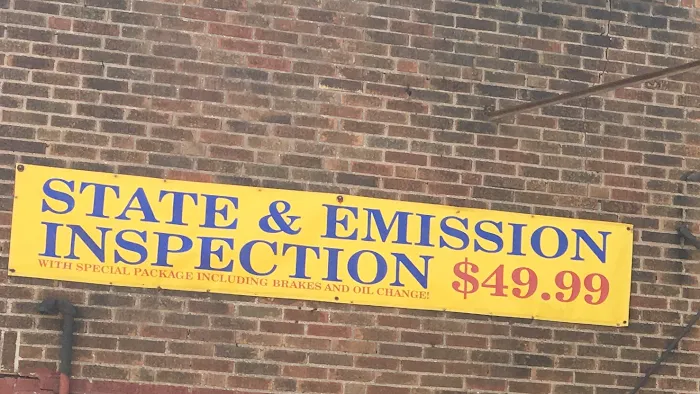 STATE & EMISSION
INSPECTION $49.99
WITH SPECIAL PACKAGE INCLUDING BRAKES AND OIL CHANGE!